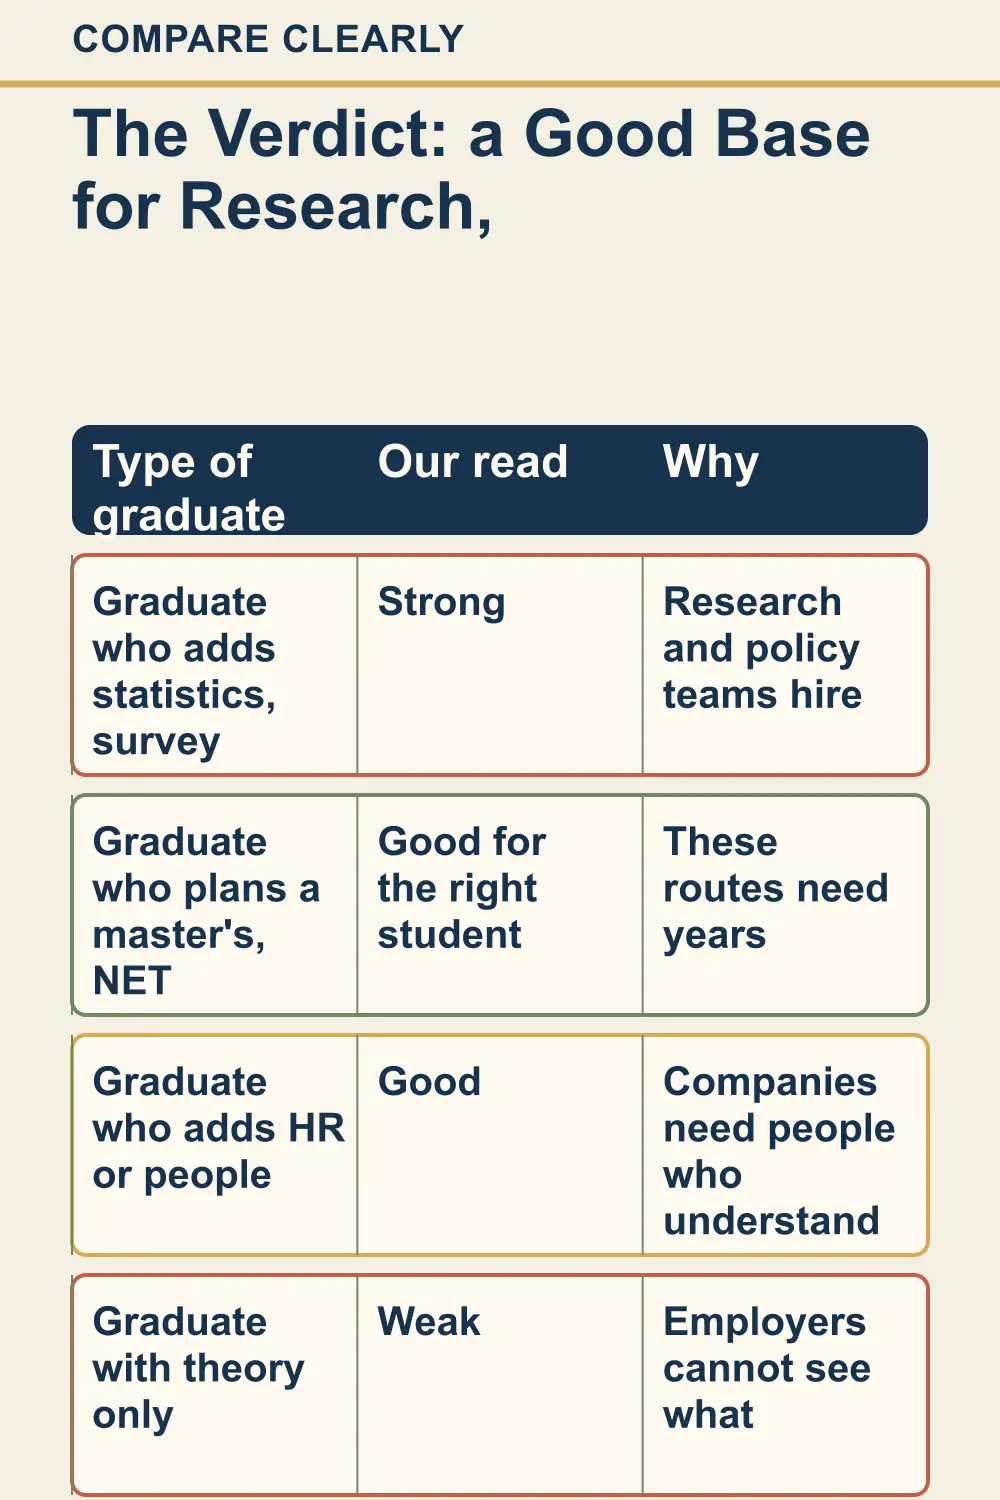 COMPARE CLEARLY
The Verdict: a Good Base
for Research,
Type of
graduate
Our read
Why
Graduate
who adds
statistics,
survey
Strong
Research
and policy
teams hire
Graduate
who plans a
master's,
NET
Good for
the right
student
These
routes need
years
Graduate
who adds HR
or people
Good
Companies
need people
who
understand
Graduate
with theory
only
Weak
Employers
cannot see
what